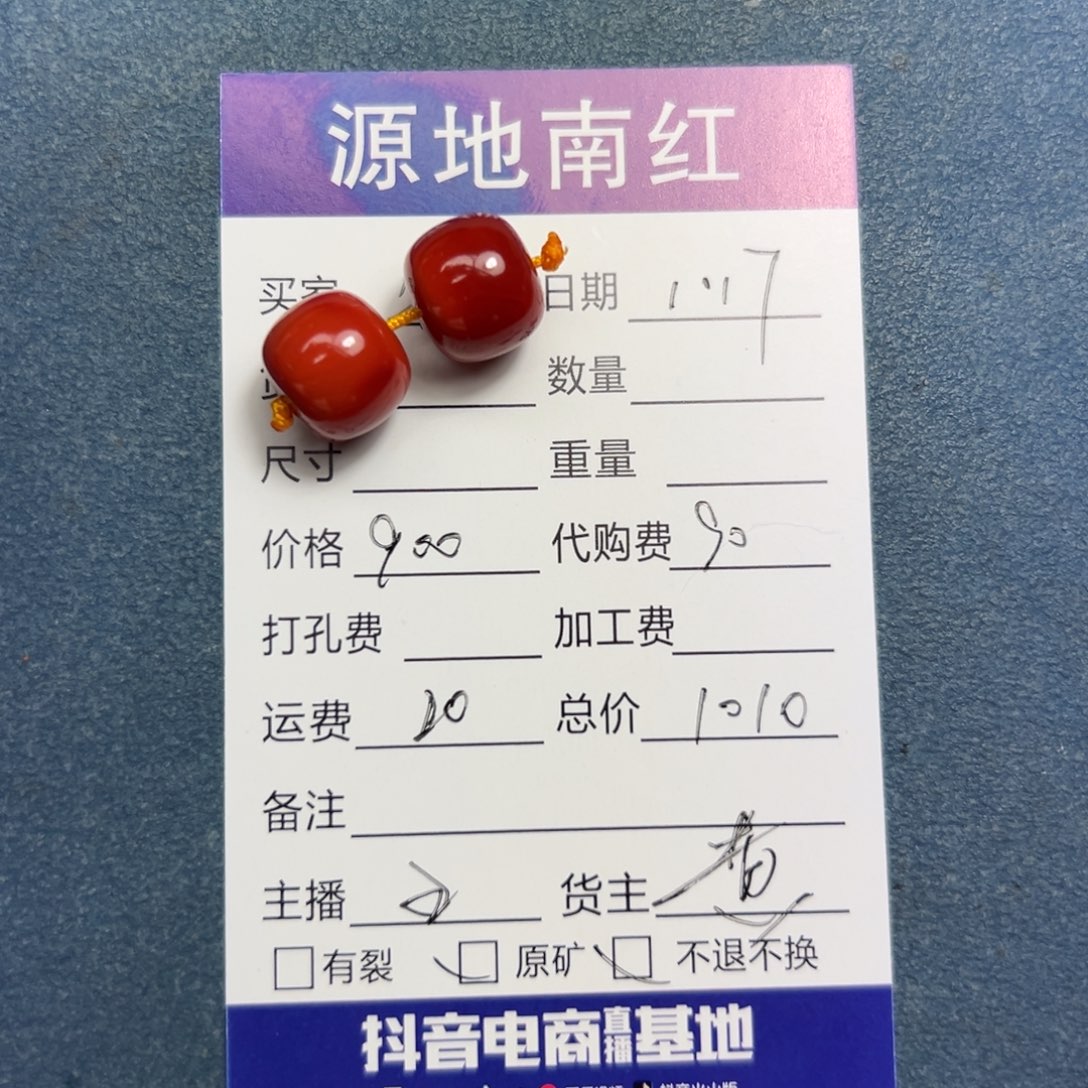 源地南红
买家 日期
数量
尺寸 重量
价格 900 代购费 90
打孔费 加工费
运费 20 总价 1010
备注
主播 货主
有裂 原矿 不退不换
抖音电商直播基地